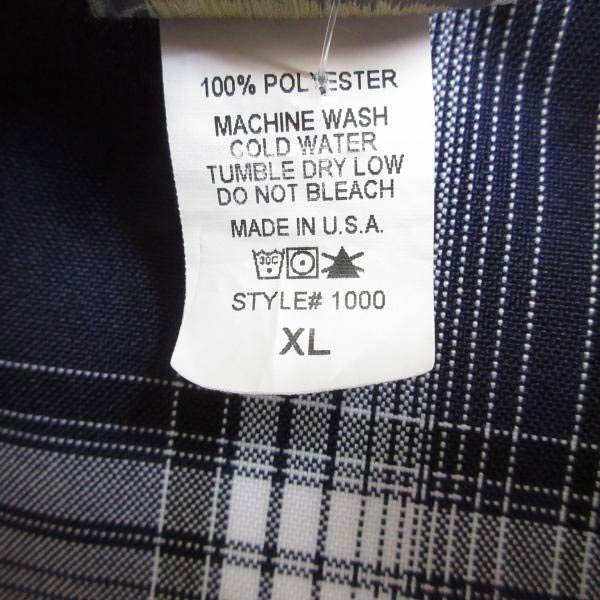 100% POLYESTER
MACHINE WASH
COLD WATER
TUMBLE DRY LOW
DO NOT BLEACH
MADE IN U.S.A.
30C
STYLE# 1000
XL